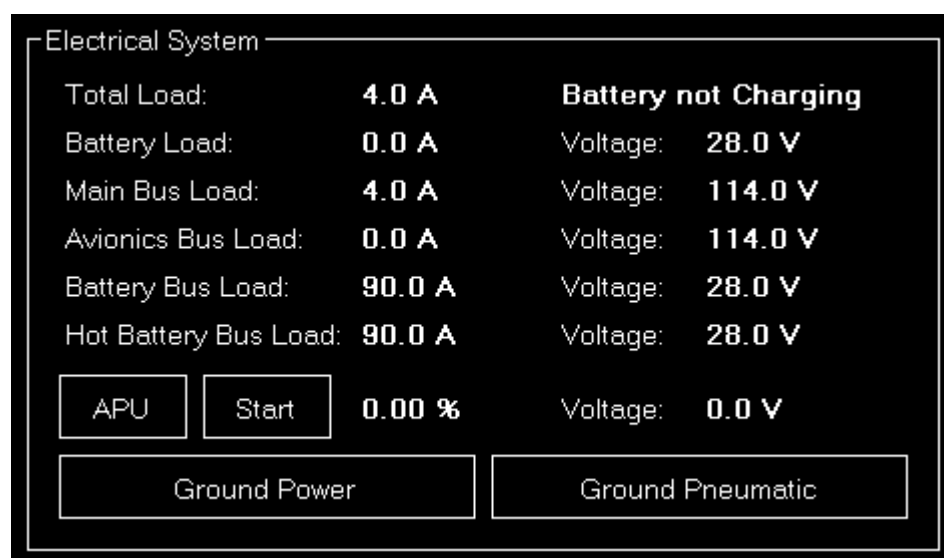 Electrical System
Total Load: 4.0 A Battery not Charging
Battery Load: 0.0 A Voltage: 28.0 V
Main Bus Load: 4.0 A Voltage: 114.0 V
Avionics Bus Load: 0.0 A Voltage: 114.0 V
Battery Bus Load: 90.0 A Voltage: 28.0 V
Hot Battery Bus Load: 90.0 A Voltage: 28.0 V
APU Start 0.00 % Voltage: 0.0 V
Ground Power Ground Pneumatic